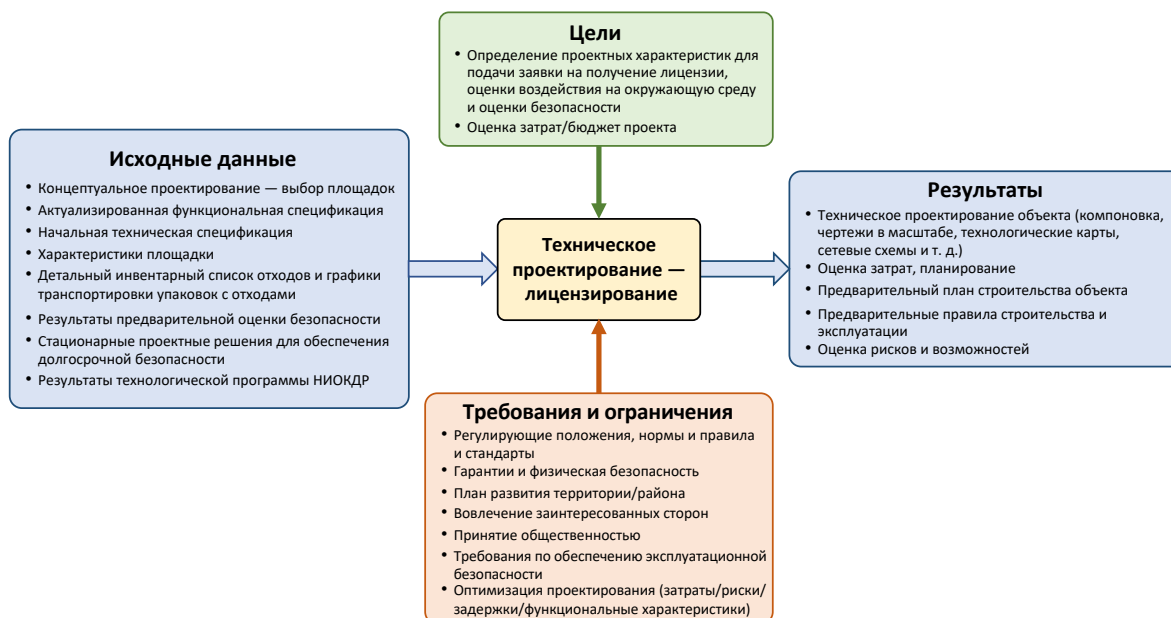 Цели
• Определение проектных характеристик для
подачи заявки на получение лицензии,
оценки воздействия на окружающую среду
и оценки безопасности
• Оценка затрат/бюджет проекта
Исходные данные
• Концептуальное проектирование — выбор площадок
• Актуализированная функциональная спецификация
• Начальная техническая спецификация
• Характеристики площадки
• Детальный инвентарный список отходов и графики
транспортировки упаковок с отходами
• Результаты предварительной оценки безопасности
• Стационарные проектные решения для обеспечения
долгосрочной безопасности
• Результаты технологической программы НИОКДР
Техническое
проектирование —
лицензирование
Результаты
• Техническое проектирование объекта (компоновка,
чертежи в масштабе, технологические карты,
сетевые схемы и т. д.)
• Оценка затрат, планирование
• Предварительный план строительства объекта
• Предварительные правила строительства и
эксплуатации
• Оценка рисков и возможностей
Требования и ограничения
• Регулирующие положения, нормы и правила
и стандарты
• Гарантии и физическая безопасность
• План развития территории/района
• Вовлечение заинтересованных сторон
• Принятие общественностью
• Требования по обеспечению эксплуатационной
безопасности
• Оптимизация проектирования (затраты/риски/
задержки/функциональные характеристики)